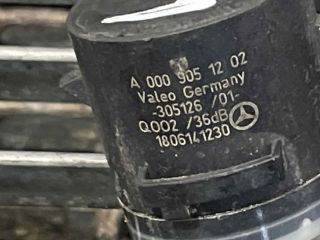 A 000 905 12 02
Valeo Germany
-305126 /01-
Q002 /36dB
1806141230